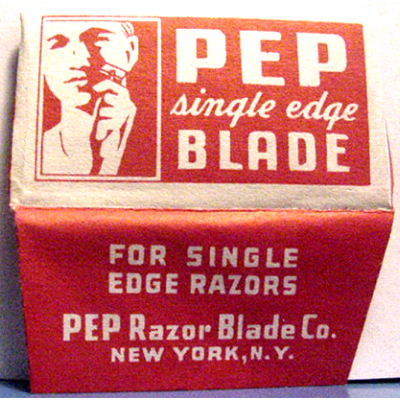 PEP
single edge
BLADE
FOR SINGLE
EDGE RAZORS
PEP Razor Blade Co.
NEW YORK, N.Y.